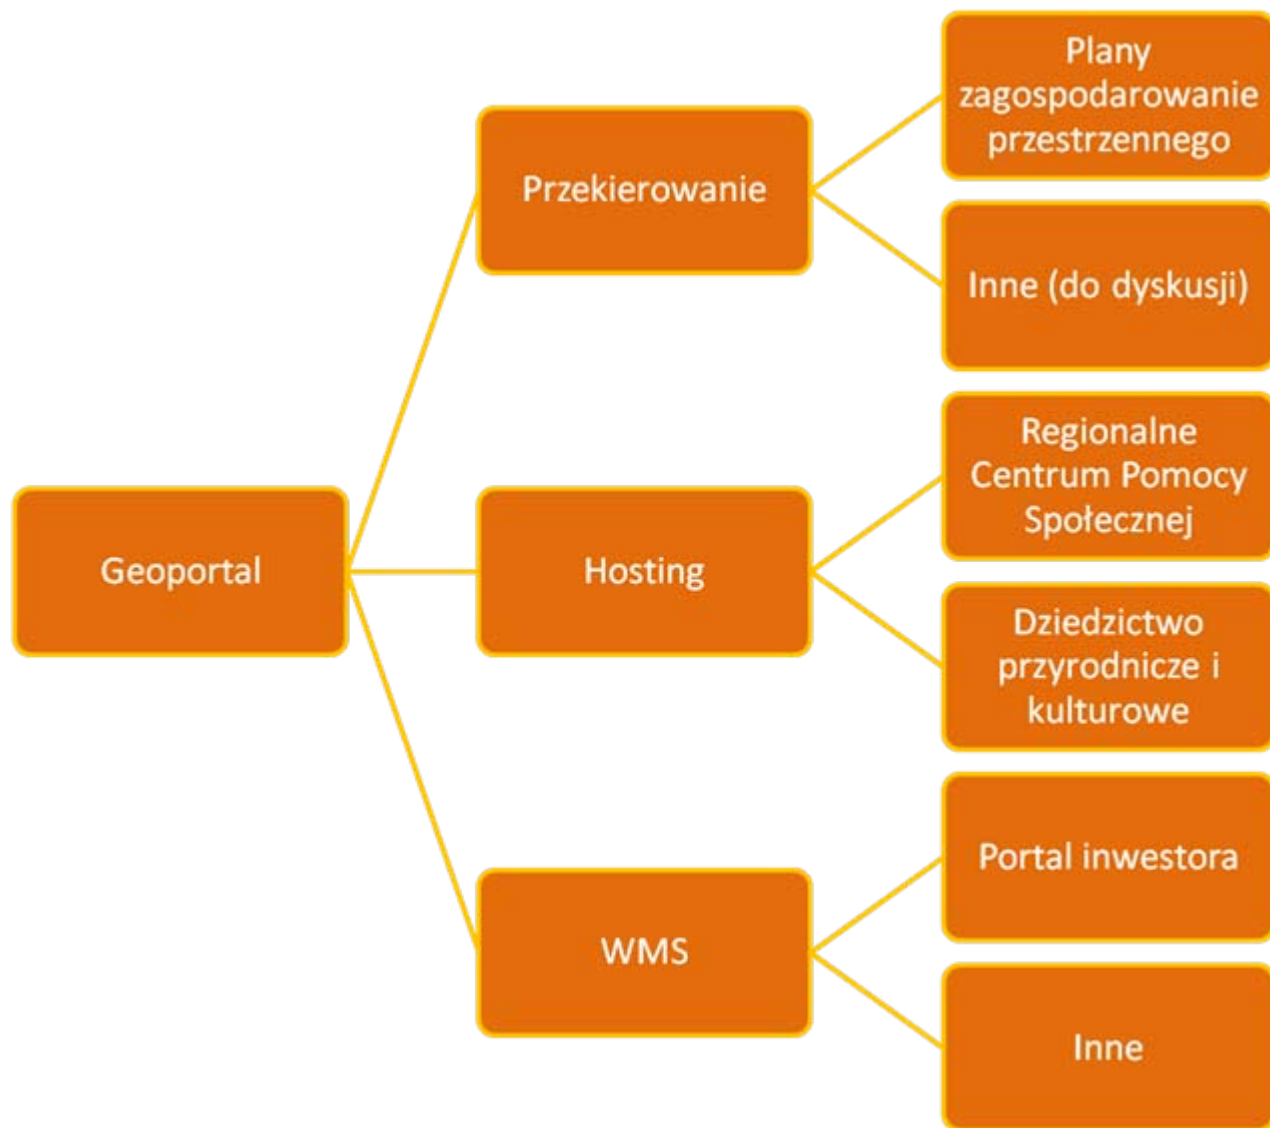 Geoportal
Przekierowanie
Plany
zagospodarowanie
przestrzennego
Inne (do dyskusji)
Hosting
Regionalne
Centrum Pomocy
Społecznej
Dziedzictwo
przyrodnicze i
kulturowe
WMS
Portal inwestora
Inne